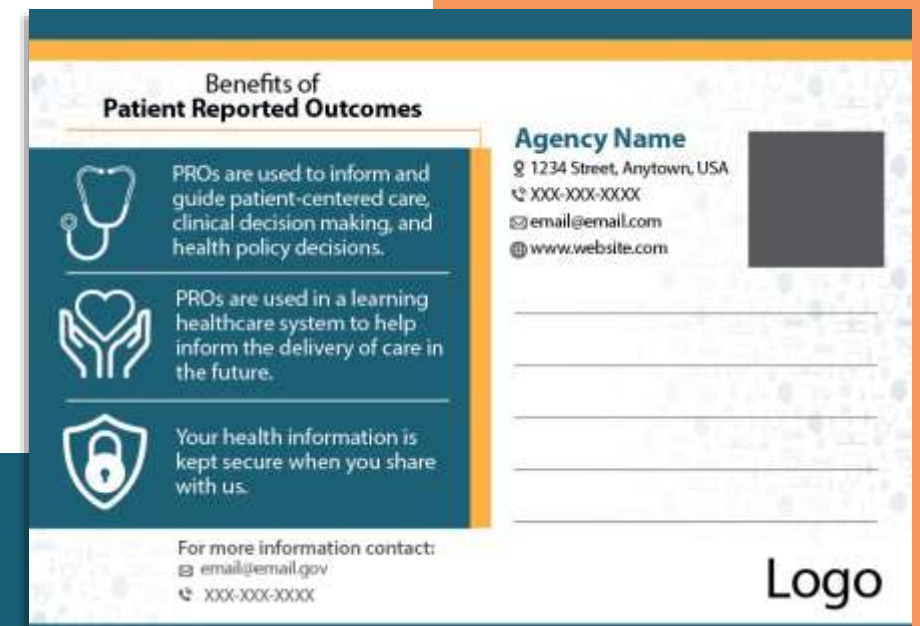 Benefits of
Patient Reported Outcomes
PROs are used to inform and
guide patient-centered care,
clinical decision making, and
health policy decisions.
PROs are used in a learning
healthcare system to help
inform the delivery of care in
the future.
Your health information is
kept secure when you share
with us.
For more information contact:
email@email.gov
XXX-XXX-XXXX
Agency Name
1234 Street, Anytown, USA
XXX-XXX-XXXX
email@email.com
www.website.com
Logo